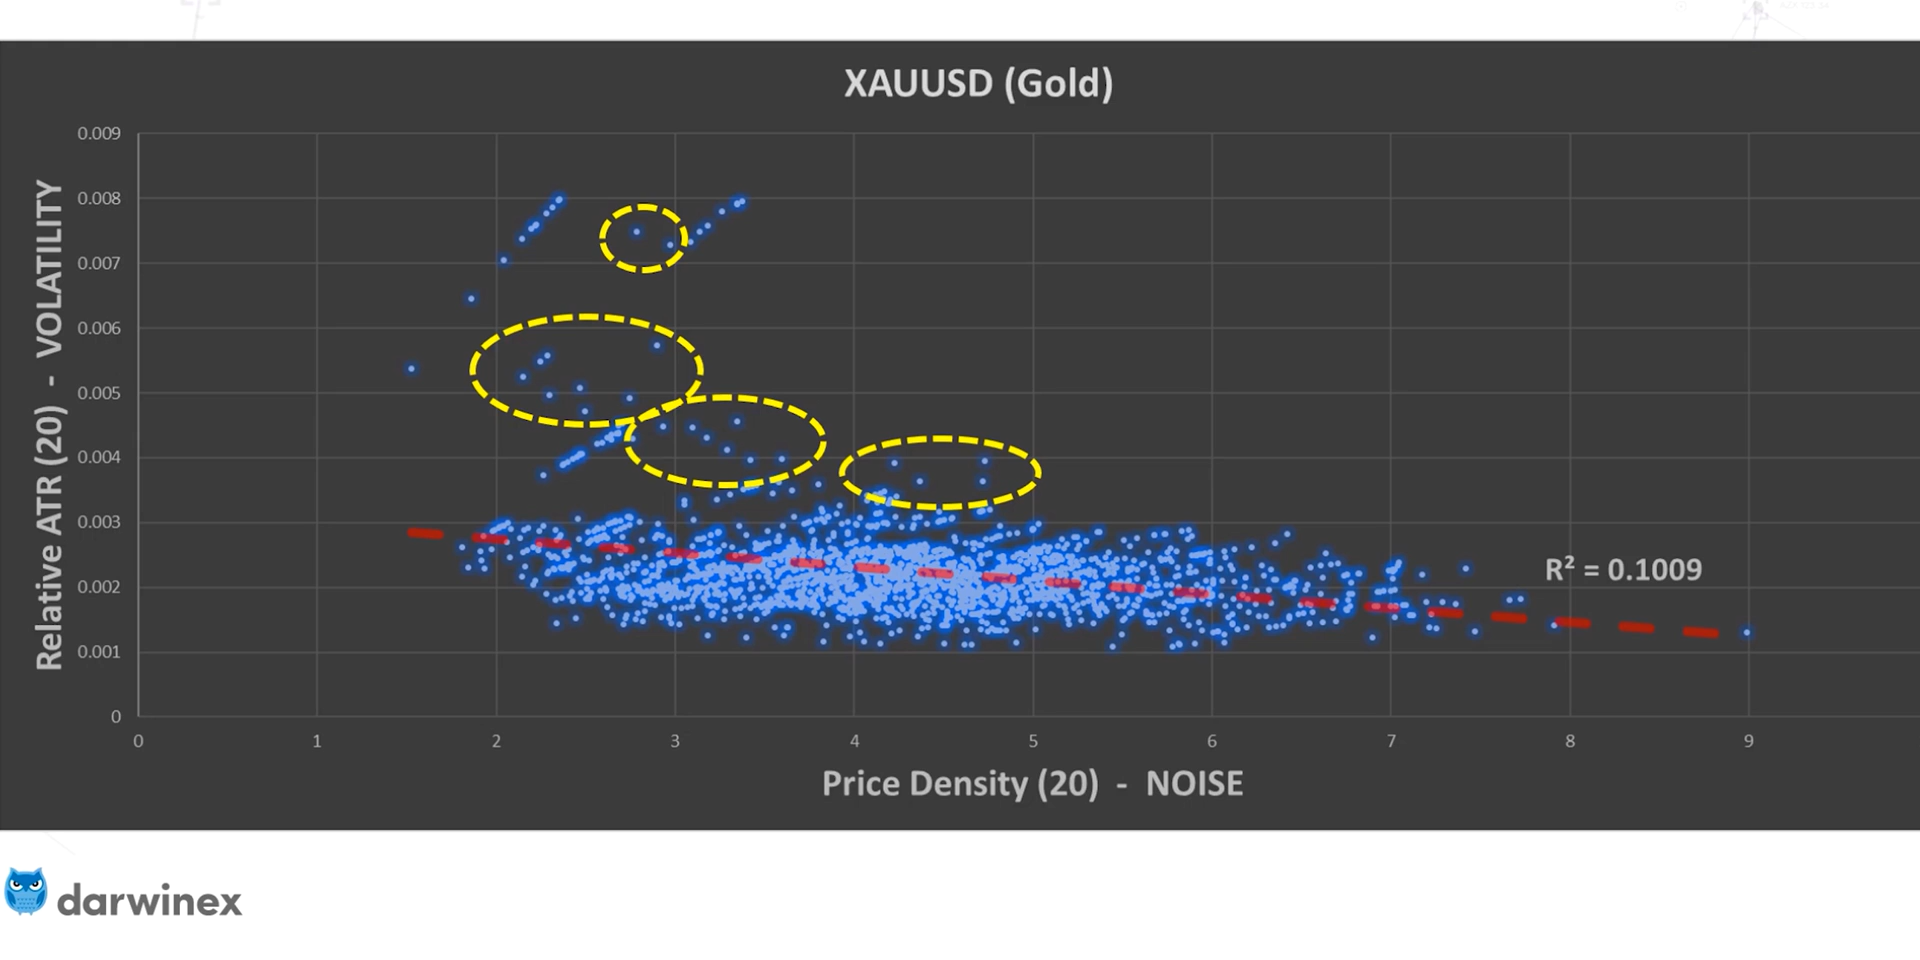 XAUUSD (Gold)
0.009
0.008
0.007
0.006
0.005
0.004
0.003
0.002
0.001
0
Relative ATR (20) - VOLATILITY
R² = 0.1009
0 1 2 3 4 5 6 7 8 9
Price Density (20) - NOISE
darwinex